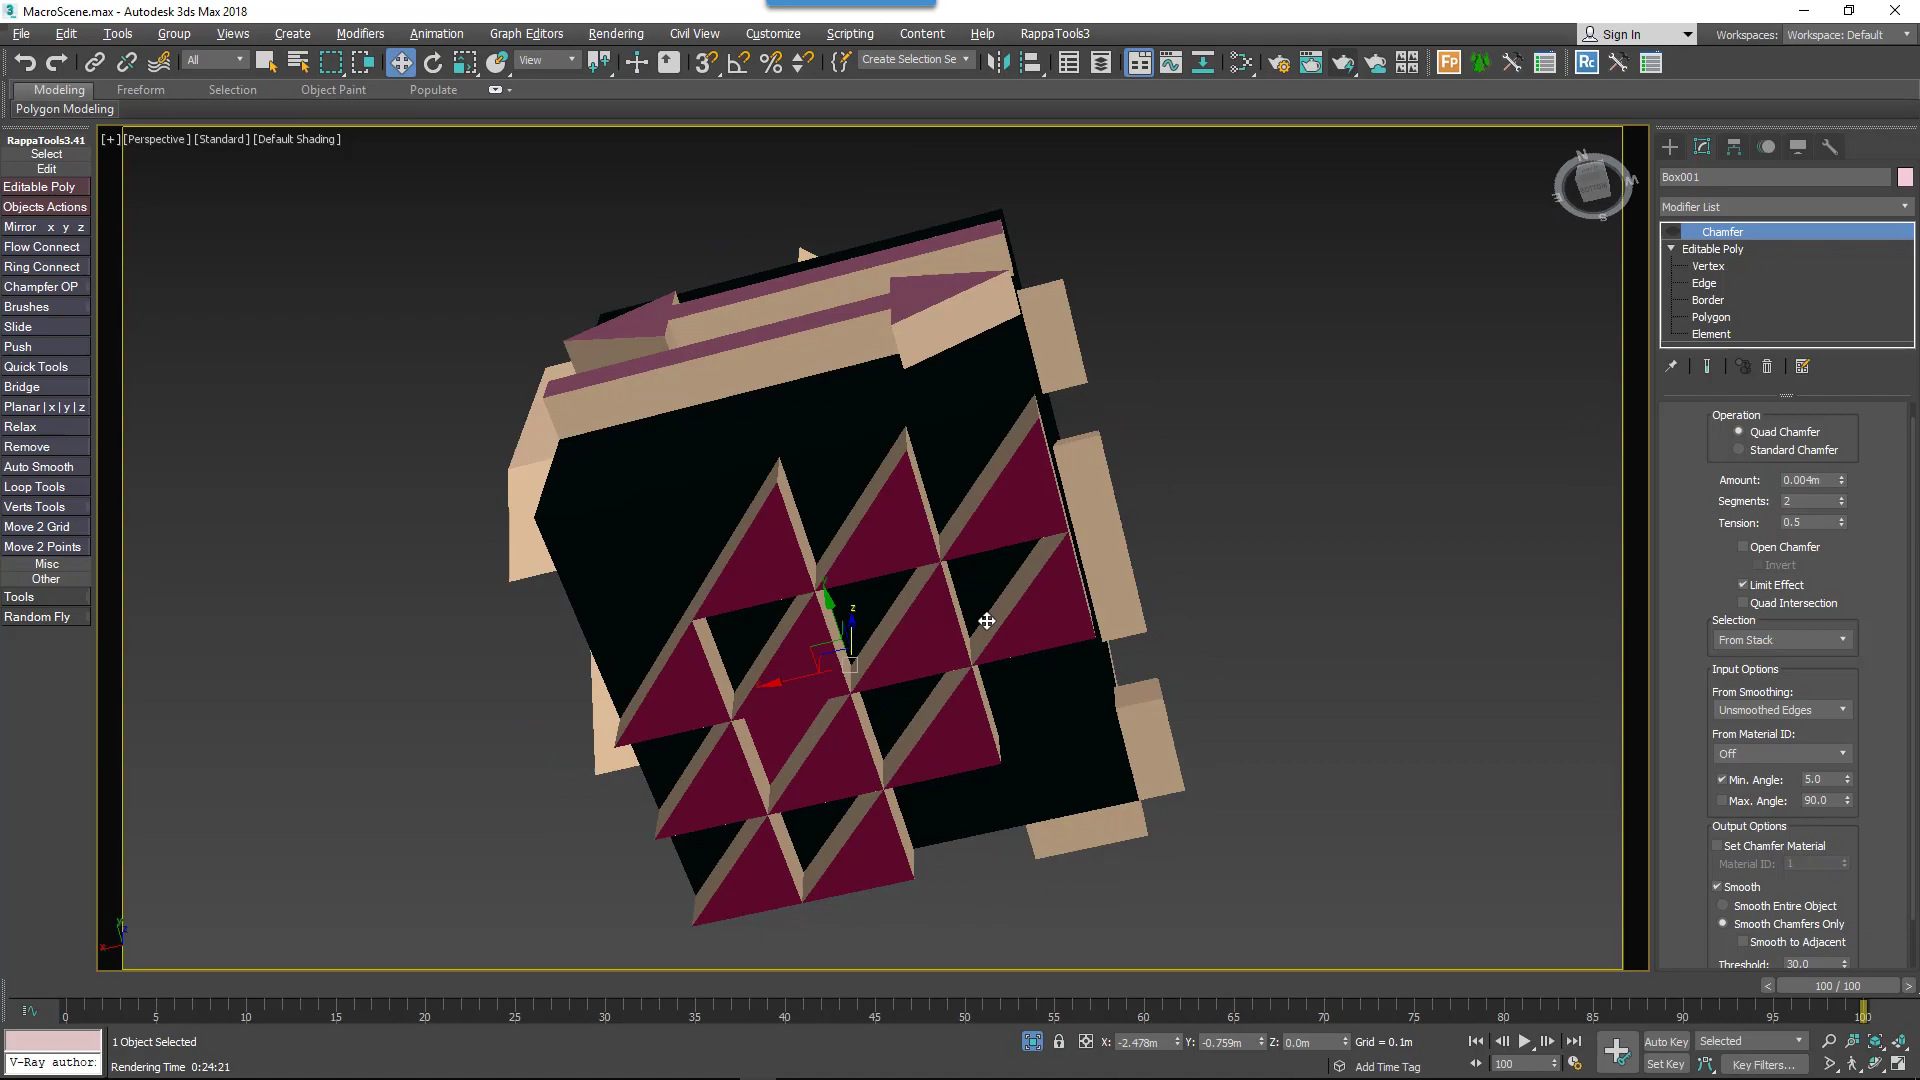 MacroScene.max - Autodesk 3ds Max 2018
File Edit Tools Group Views Create Modifiers Animation Graph Editors Rendering Civil View Customize Scripting Content Help RappaTools3 Sign In Workspaces: Workspace: Default
All View Create Selection Se Fp Rc
Modeling Freeform Selection Object Paint Populate
Polygon Modeling
RappaTools3.41
Select
Edit
Editable Poly
Objects Actions
Mirror x y z
Flow Connect
Ring Connect
Champfer OP
Brushes
Slide
Push
Quick Tools
Bridge
Planar | x | y | z
Relax
Remove
Auto Smooth
Loop Tools
Verts Tools
Move 2 Grid
Move 2 Points
Misc
Other
Tools
Random Fly
[+] [Perspective ] [Standard ] [Default Shading ]
BOTTOM
N
W
S
z
x
Box001
Modifier List
Chamfer
Editable Poly
Vertex
Edge
Border
Polygon
Element
Operation
Quad Chamfer
Standard Chamfer
Amount: 0.004m
Segments: 2
Tension: 0.5
Open Chamfer
Invert
Limit Effect
Quad Intersection
Selection
From Stack
Input Options
From Smoothing:
Unsmoothed Edges
From Material ID:
Off
Min. Angle: 5.0
Max. Angle: 90.0
Output Options
Set Chamfer Material
Material ID: 1
Smooth
Smooth Entire Object
Smooth Chamfers Only
Smooth to Adjacent
Threshold: 30.0
< 100 / 100 >
0 5 10 15 20 25 30 35 40 45 50 55 60 65 70 75 80 85 90 95 100
1 Object Selected X: -2.478m Y: -0.759m Z: 0.0m Grid = 0.1m Auto Key Selected
V-Ray author: Rendering Time 0:24:21 Add Time Tag 100 Set Key Key Filters...